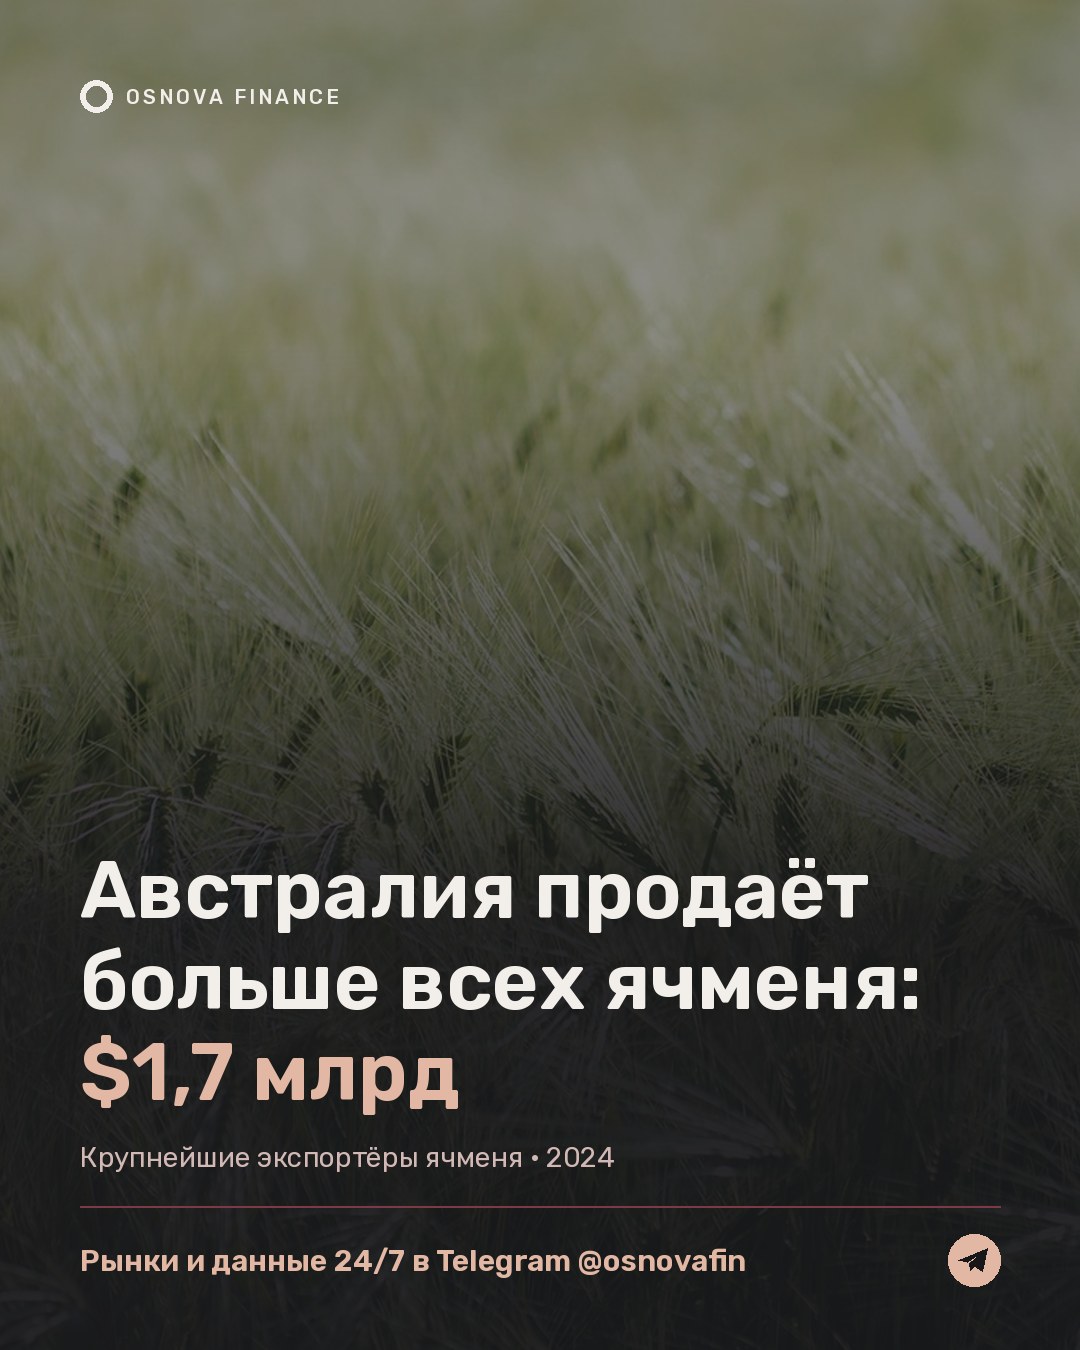 OSNOVA FINANCE
Австралия продаёт
больше всех ячменя:
$1,7 млрд
Крупнейшие экспортёры ячменя • 2024
Рынки и данные 24/7 в Telegram @osnovafin